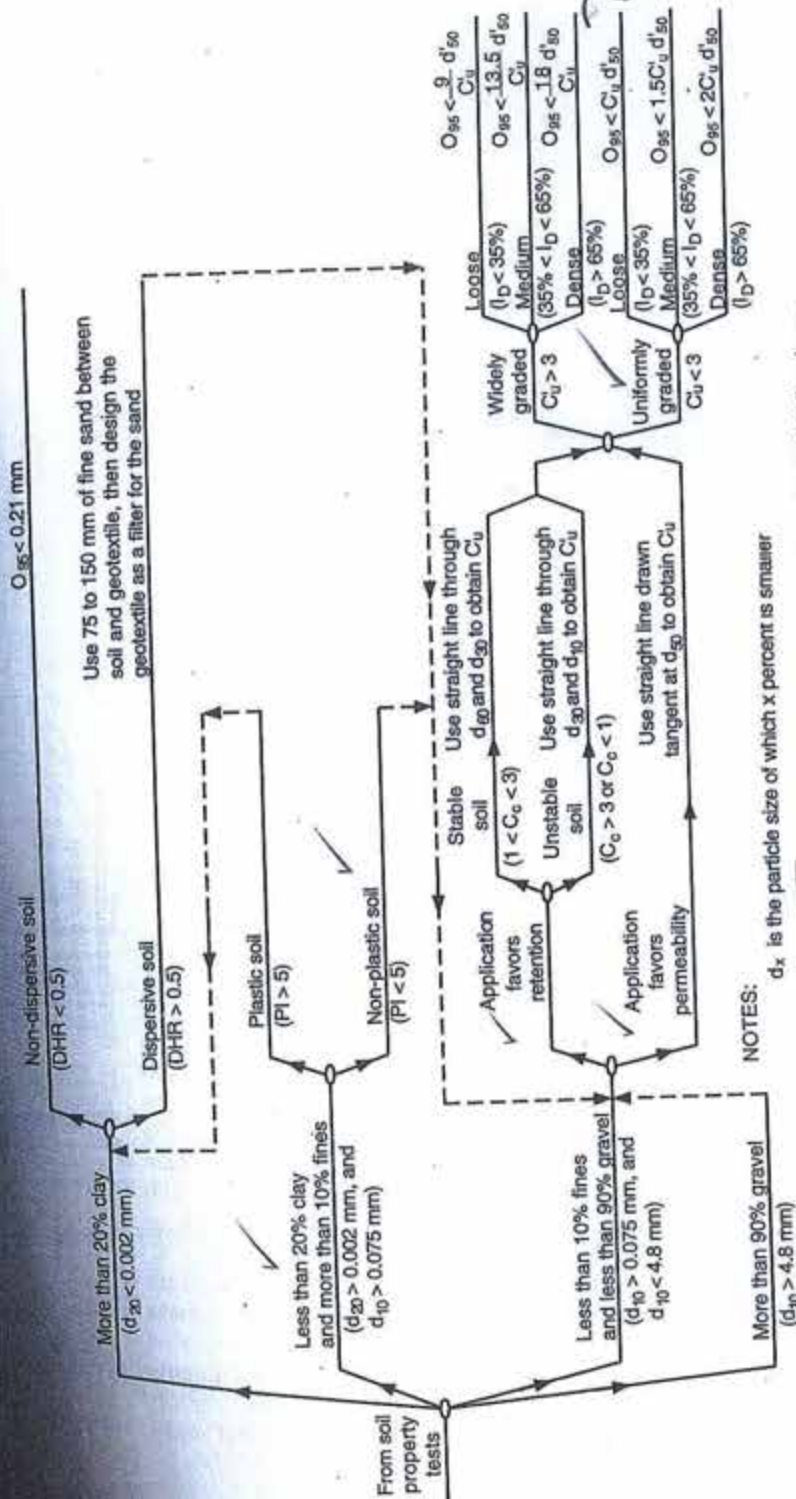 From soil
property
tests
More than 20% clay
(d20 < 0.002 mm)
Non-dispersive soil
(DHR < 0.5)
O95 < 0.21 mm
Dispersive soil
(DHR > 0.5)
Use 75 to 150 mm of fine sand between
soil and geotextile, then design the
geotextile as a filter for the sand
Less than 20% clay
and more than 10% fines
(d20 > 0.002 mm, and
d10 > 0.075 mm)
Plastic soil
(PI > 5)
Non-plastic soil
(PI < 5)
Less than 10% fines
and less than 90% gravel
(d10 > 0.075 mm, and
d10 < 4.8 mm)
More than 90% gravel
(d10 > 4.8 mm)
Application
favors
retention
Application
favors
permeability
Stable
soil
(1 < Cc < 3)
Use straight line through
d60 and d30 to obtain C'u
Unstable
soil
(Cc > 3 or Cc < 1)
Use straight line through
d30 and d10 to obtain C'u
Use straight line drawn
tangent at d50 to obtain C'u
Widely
graded
C'u > 3
Uniformly
graded
C'u < 3
Loose
(ID < 35%)
O95 < 9/C'u d'50
Medium
(35% < ID < 65%)
O95 < 13.5/C'u d'50
Dense
(ID > 65%)
O95 < 18/C'u d'50
Loose
(ID < 35%)
O95 < C'u d'50
Medium
(35% < ID < 65%)
O95 < 1.5C'u d'50
Dense
(ID > 65%)
O95 < 2C'u d'50
NOTES:
dx is the particle size of which x percent is smaller